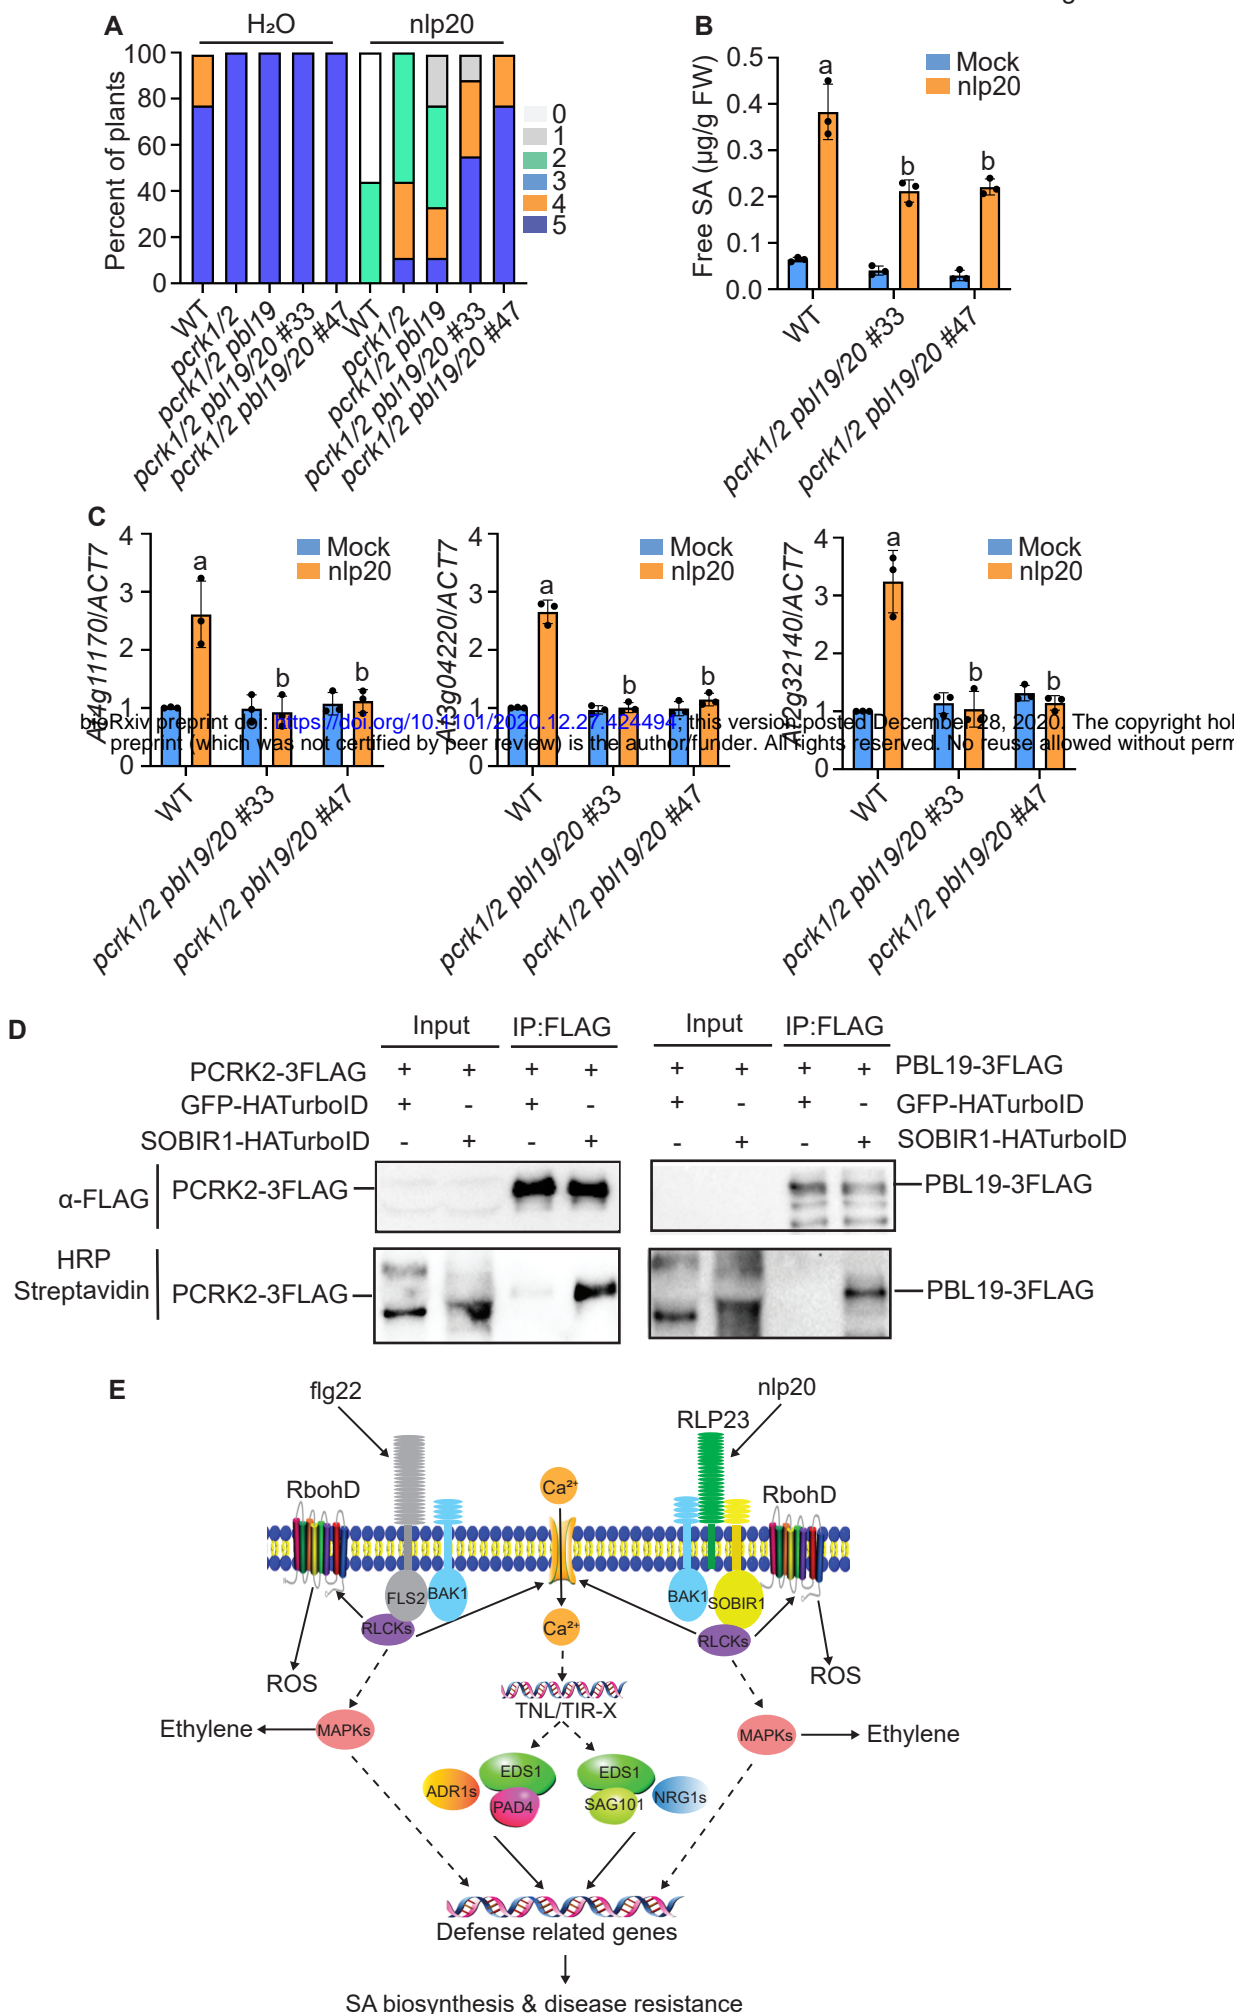 A
H₂O
nlp20
Percent of plants
100
80
60
40
20
0
0
1
2
3
4
5
WT
pcrk1/2
pcrk1/2 pbl19
pcrk1/2 pbl19/20 #33
pcrk1/2 pbl19/20 #47
WT
pcrk1/2
pcrk1/2 pbl19
pcrk1/2 pbl19/20 #33
pcrk1/2 pbl19/20 #47
B
Free SA (µg/g FW)
0.5
0.4
0.3
0.2
0.1
0.0
Mock
nlp20
a
b
b
WT
pcrk1/2 pbl19/20 #33
pcrk1/2 pbl19/20 #47
C
At4g11170/ACT7
4
3
2
1
0
Mock
nlp20
a
b
b
WT
pcrk1/2 pbl19/20 #33
pcrk1/2 pbl19/20 #47
At3g04220/ACT7
4
3
2
1
0
Mock
nlp20
a
b
b
WT
pcrk1/2 pbl19/20 #33
pcrk1/2 pbl19/20 #47
At2g32140/ACT7
4
3
2
1
0
Mock
nlp20
a
b
b
WT
pcrk1/2 pbl19/20 #33
pcrk1/2 pbl19/20 #47
bioRxiv preprint doi: https://doi.org/10.1101/2020.12.27.424494; this version posted December 28, 2020. The copyright hol
preprint (which was not certified by peer review) is the author/funder. All rights reserved. No reuse allowed without perm
D
Input IP:FLAG Input IP:FLAG
PCRK2-3FLAG + + + + + + + + PBL19-3FLAG
GFP-HATurboID + - + - + - + - GFP-HATurboID
SOBIR1-HATurboID - + - + - + - + SOBIR1-HATurboID
α-FLAG PCRK2-3FLAG PBL19-3FLAG
HRP
Streptavidin PCRK2-3FLAG PBL19-3FLAG
E
flg22
nlp20
RLP23
RbohD
Ca²⁺
RbohD
FLS2
BAK1
BAK1
SOBIR1
RLCKs
Ca²⁺
RLCKs
ROS
ROS
TNL/TIR-X
Ethylene
MAPKs
MAPKs
Ethylene
ADR1s
EDS1
PAD4
EDS1
SAG101
NRG1s
Defense related genes
SA biosynthesis & disease resistance